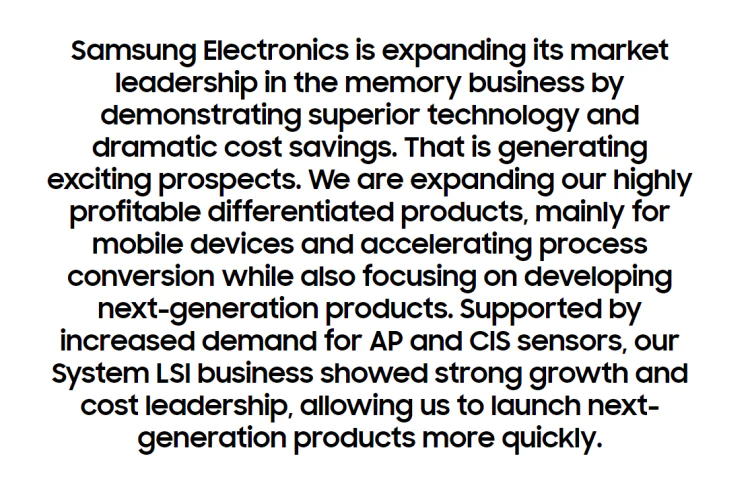 Samsung Electronics is expanding its market
leadership in the memory business by
demonstrating superior technology and
dramatic cost savings. That is generating
exciting prospects. We are expanding our highly
profitable differentiated products, mainly for
mobile devices and accelerating process
conversion while also focusing on developing
next-generation products. Supported by
increased demand for AP and CIS sensors, our
System LSI business showed strong growth and
cost leadership, allowing us to launch next-
generation products more quickly.